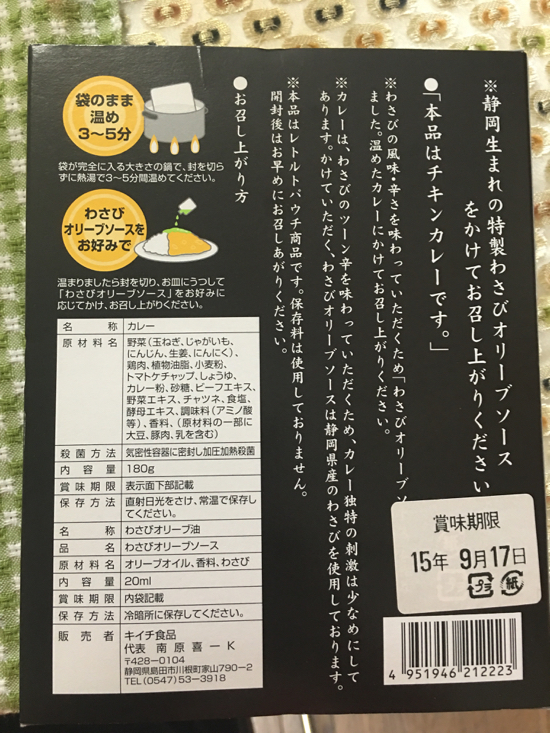 ※静岡生まれの特製わさびオリーブソース
をかけてお召し上がりください
●「本品はチキンカレーです。」
※わさびの風味・辛さを味わっていただくため「わさびオリーブソ
ました。温めたカレーにかけてお召し上がりください。
※カレーは、わさびのツーン辛を味わっていただくため、カレー独特の刺激は少なめにして
あります。かけていただく、わさびオリーブソースは静岡県産のわさびを使用しております。
※本品はレトルトパウチ商品です。保存料は使用しておりません。
開封後はお早めにお召しあがりください。
●お召し上がり方
袋のまま
温め
3〜5分
袋が完全に入る大きさの鍋で、封を切ら
ずに熱湯で3〜5分間温めてください。
わさび
オリーブソースを
お好みで
温まりましたら封を切り、お皿にうつして
「わさびオリーブソース」をお好みに
応じてかけ、お召し上がりください。
名称 カレー
原材料名 野菜(玉ねぎ、じゃがいも、
にんじん、生姜、にんにく)、
鶏肉、植物油脂、小麦粉、
トマトケチャップ、しょうゆ、
カレー粉、砂糖、ビーフエキス、
野菜エキス、チャツネ、食塩、
酵母エキス、調味料(アミノ酸
等)、香料、(原材料の一部に
大豆、豚肉、乳を含む)
殺菌方法 気密性容器に密封し加圧加熱殺菌
内容量 180g
賞味期限 表示面下部記載
保存方法 直射日光をさけ、常温で保存し
てください。
名称 わさびオリーブ油
品名 わさびオリーブソース
原材料名 オリーブオイル、香料、わさび
内容量 20ml
賞味期限 内袋記載
保存方法 冷暗所に保存してください。
販売者 キイチ食品
代表 南原喜一 K
〒428-0104
静岡県島田市川根町家山790-2
TEL(0547)53-3918
賞味期限
15年 9月17日
プラ 紙
4 951946 212223